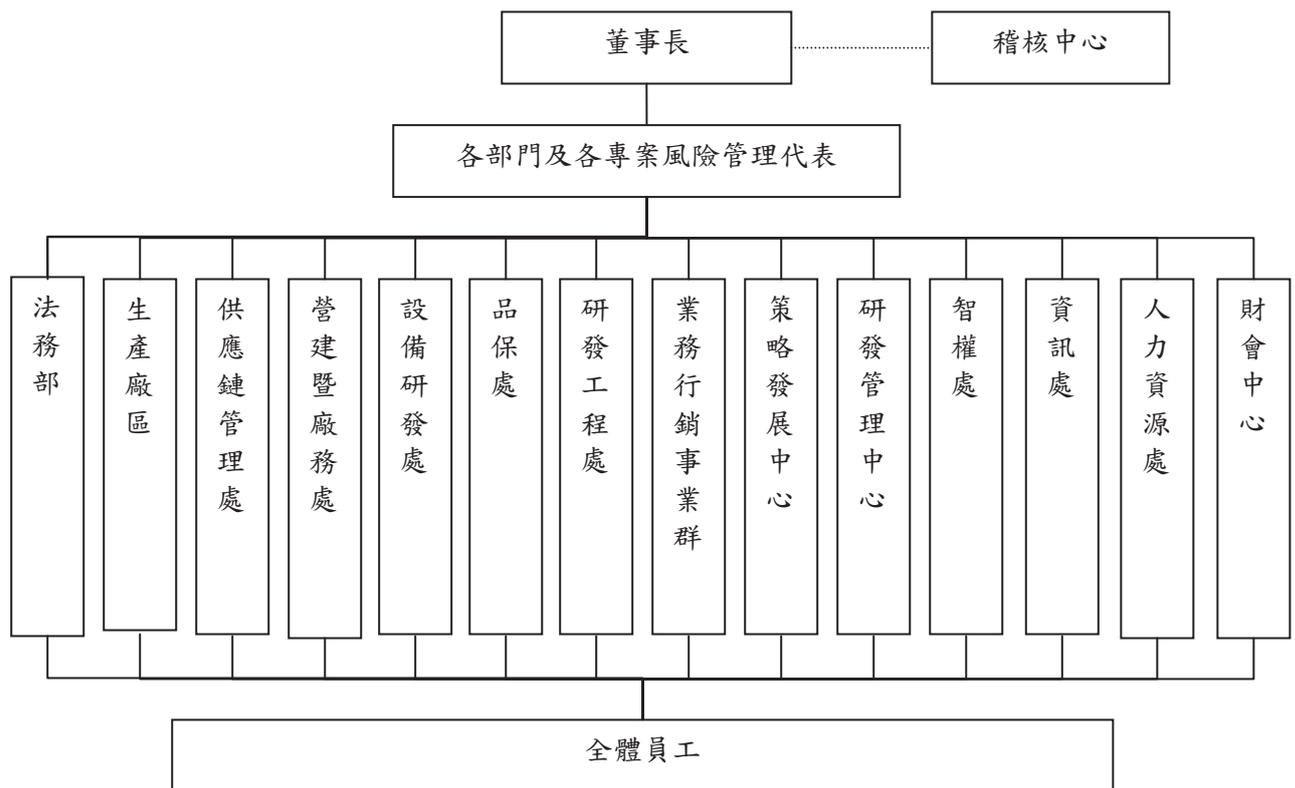 董事長
稽核中心
各部門及各專案風險管理代表
法務部
生產廠區
供應鏈管理處
營建暨廠務處
設備研發處
品保處
研發工程處
業務行銷事業群
策略發展中心
研發管理中心
智權處
資訊處
人力資源處
財會中心
全體員工